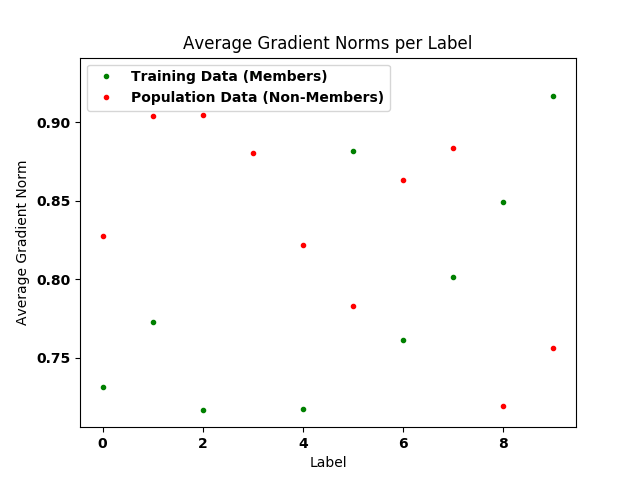 Average Gradient Norms per Label
Training Data (Members)
Population Data (Non-Members)
0.90
0.85
0.80
0.75
Average Gradient Norm
0 2 4 6 8
Label